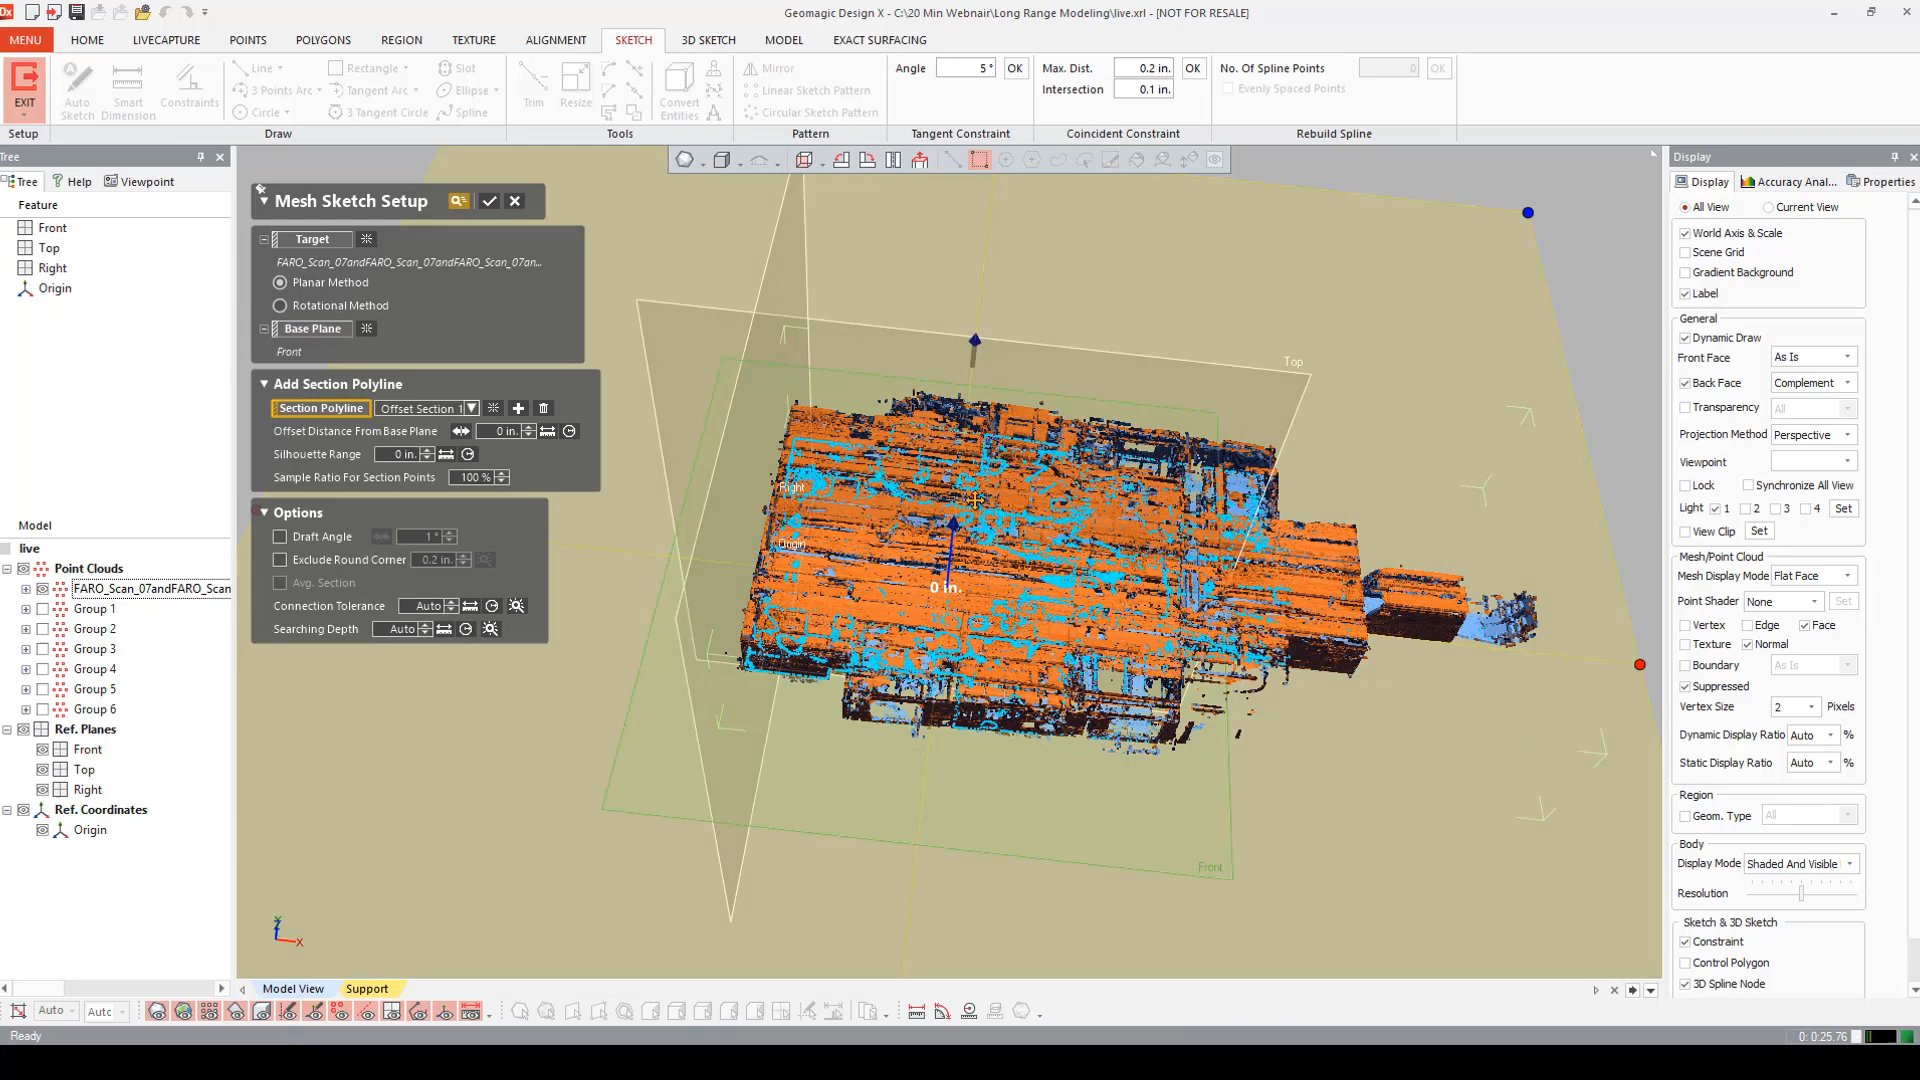 Geomagic Design X - C:\20 Min Webnair\Long Range Modeling\live.xrl - [NOT FOR RESALE]
MENU HOME LIVECAPTURE POINTS POLYGONS REGION TEXTURE ALIGNMENT SKETCH 3D SKETCH MODEL EXACT SURFACING
EXIT
Setup
Auto Sketch
Smart Dimension
Constraints
Line
3 Points Arc
Circle
Rectangle
Tangent Arc
3 Tangent Circle
Slot
Ellipse
Spline
Draw
Trim
Resize
Convert Entities
Tools
Mirror
Linear Sketch Pattern
Circular Sketch Pattern
Pattern
Angle 5 ° OK
Tangent Constraint
Max. Dist. 0.2 in. OK
Intersection 0.1 in.
Coincident Constraint
No. Of Spline Points 0 OK
Evenly Spaced Points
Rebuild Spline
Tree
Tree Help Viewpoint
Feature
Front
Top
Right
Origin
Model
live
Point Clouds
FARO_Scan_07andFARO_Scan
Group 1
Group 2
Group 3
Group 4
Group 5
Group 6
Ref. Planes
Front
Top
Right
Ref. Coordinates
Origin
Mesh Sketch Setup
Target
FARO_Scan_07andFARO_Scan_07andFARO_Scan_07an...
Planar Method
Rotational Method
Base Plane
Front
Add Section Polyline
Section Polyline Offset Section 1
Offset Distance From Base Plane 0 in.
Silhouette Range 0 in.
Sample Ratio For Section Points 100 %
Options
Draft Angle 1 °
Exclude Round Corner 0.2 in.
Avg. Section
Connection Tolerance Auto
Searching Depth Auto
Top
Right
Origin
0 in.
Front
X
Model View Support
Auto Autc
Ready
0: 0:25.76
Display
Display Accuracy Anal... Properties
All View Current View
World Axis & Scale
Scene Grid
Gradient Background
Label
General
Dynamic Draw
Front Face As Is
Back Face Complement
Transparency All
Projection Method Perspective
Viewpoint
Lock Synchronize All View
Light 1 2 3 4 Set
View Clip Set
Mesh/Point Cloud
Mesh Display Mode Flat Face
Point Shader None Set
Vertex Edge Face
Texture Normal
Boundary As Is
Suppressed
Vertex Size 2 Pixels
Dynamic Display Ratio Auto %
Static Display Ratio Auto %
Region
Geom. Type All
Body
Display Mode Shaded And Visible
Resolution
Sketch & 3D Sketch
Constraint
Control Polygon
3D Spline Node